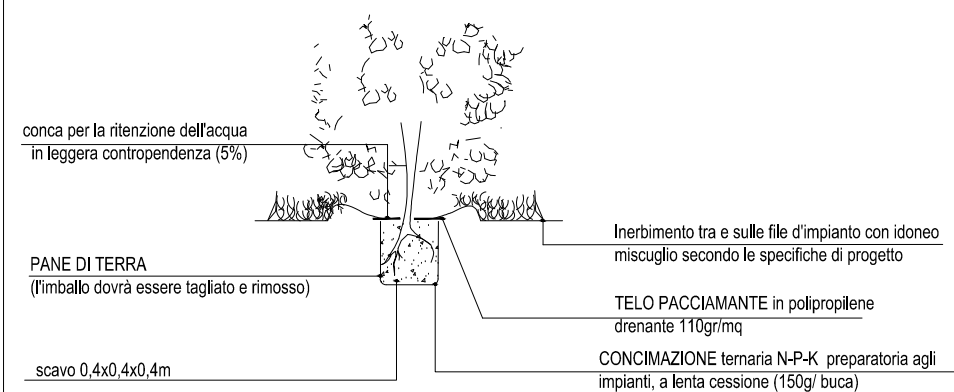 conca per la ritenzione dell'acqua
in leggera contropendenza (5%)
PANE DI TERRA
(l'imballo dovrà essere tagliato e rimosso)
scavo 0,4x0,4x0,4m
Inerbimento tra e sulle file d'impianto con idoneo
miscuglio secondo le specifiche di progetto
TELO PACCIAMANTE in polipropilene
drenante 110gr/mq
CONCIMAZIONE ternaria N-P-K preparatoria agli
impianti, a lenta cessione (150g/ buca)